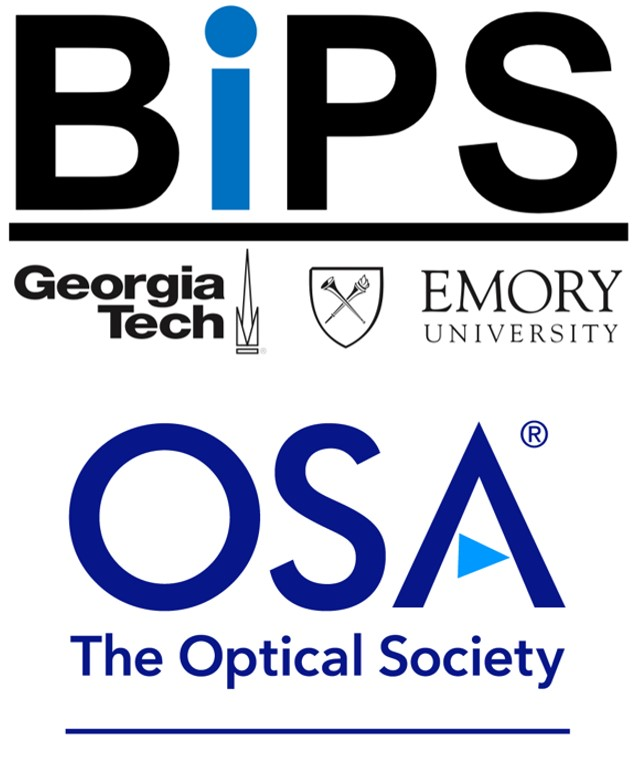 BiPS
Georgia
Tech
EMORY
UNIVERSITY
OSA®
The Optical Society